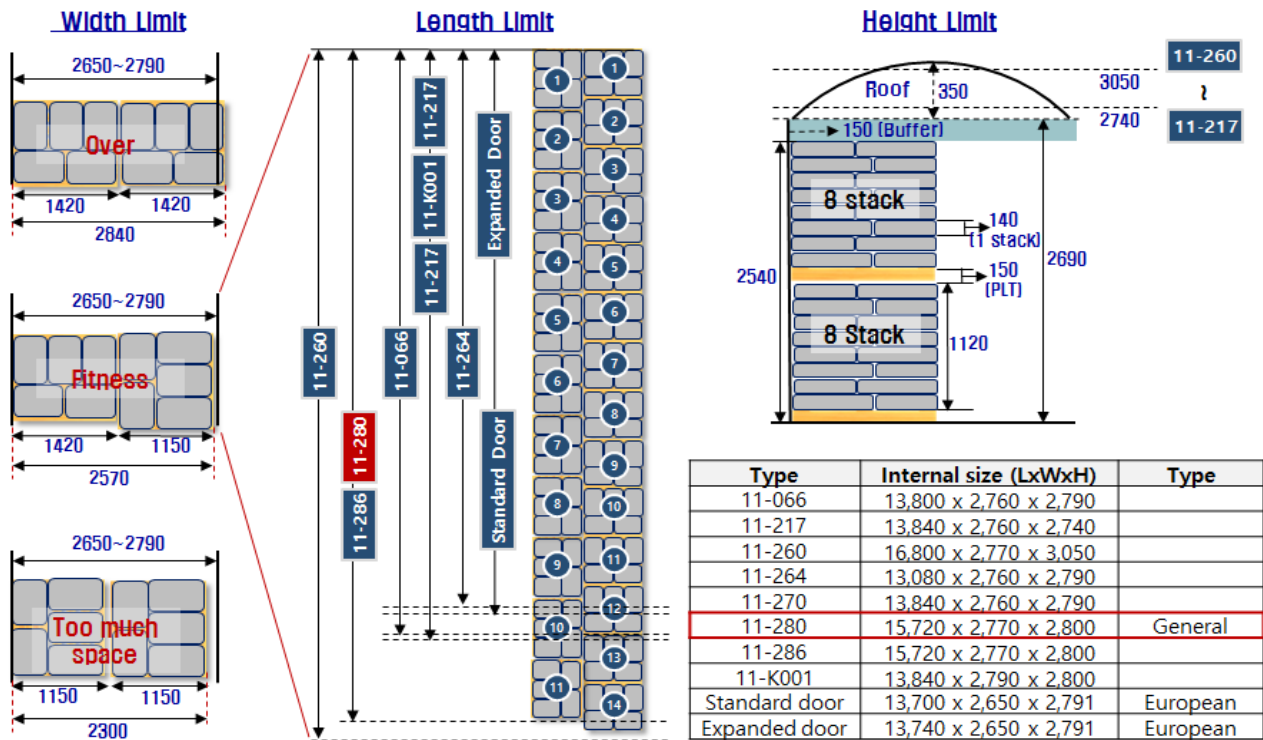 Width Limit
2650~2790
Over
1420
1420
2840
2650~2790
Fitness
1420
1150
2570
2650~2790
Too much
space
1150
1150
2300
Length Limit
11-260
11-280
11-286
11-066
11-217
11-K001
11-217
11-264
Expanded Door
Standard Door
1
2
3
4
5
6
7
8
9
10
11
1
2
3
4
5
6
7
8
9
10
11
12
13
14
Height Limit
11-260
3050
~
2740
11-217
Roof
350
150 (Buffer)
8 stack
140
(1 stack)
150
(PLT)
8 Stack
1120
2540
2690
Type Internal size (LxWxH) Type
11-066 13,800 x 2,760 x 2,790
11-217 13,840 x 2,760 x 2,740
11-260 16,800 x 2,770 x 3,050
11-264 13,080 x 2,760 x 2,790
11-270 13,840 x 2,760 x 2,790
11-280 15,720 x 2,770 x 2,800 General
11-286 15,720 x 2,770 x 2,800
11-K001 13,840 x 2,790 x 2,800
Standard door 13,700 x 2,650 x 2,791 European
Expanded door 13,740 x 2,650 x 2,791 European